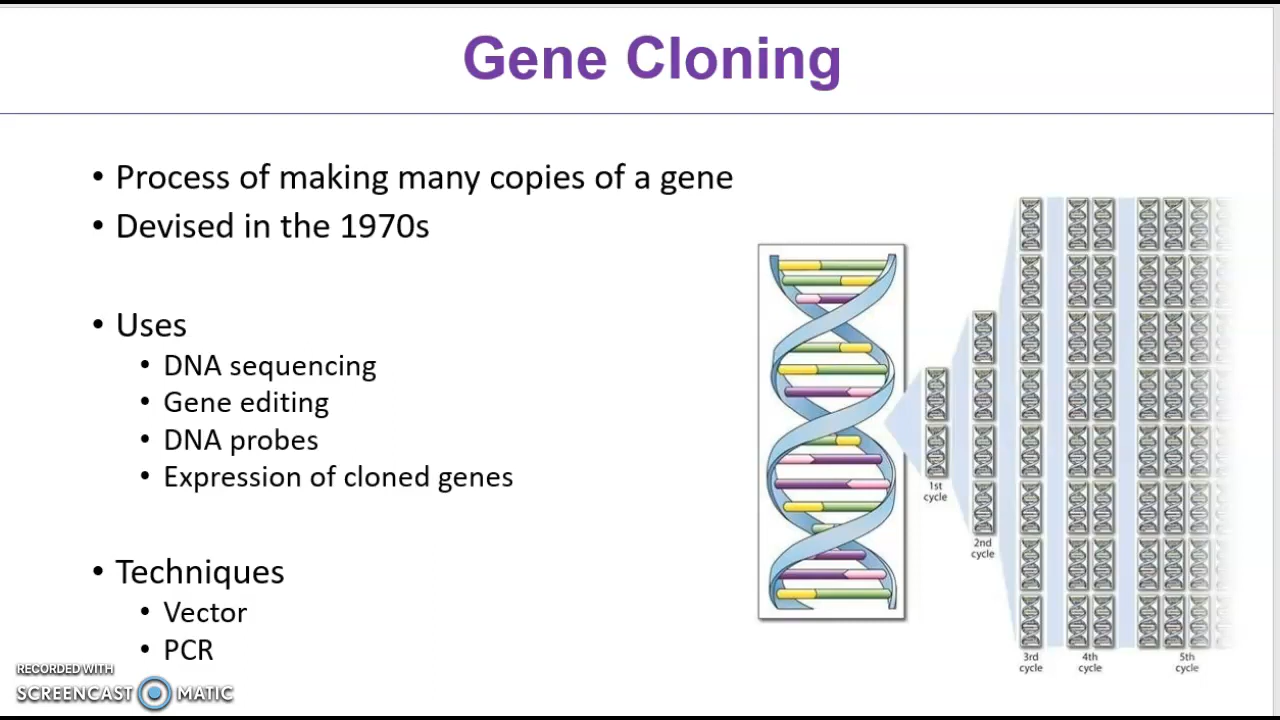 Gene Cloning
• Process of making many copies of a gene
• Devised in the 1970s
• Uses
• DNA sequencing
• Gene editing
• DNA probes
• Expression of cloned genes
• Techniques
• Vector
• PCR
1st
cycle
2nd
cycle
3rd
cycle
4th
cycle
5th
cycle
RECORDED WITH
SCREENCAST MATIC